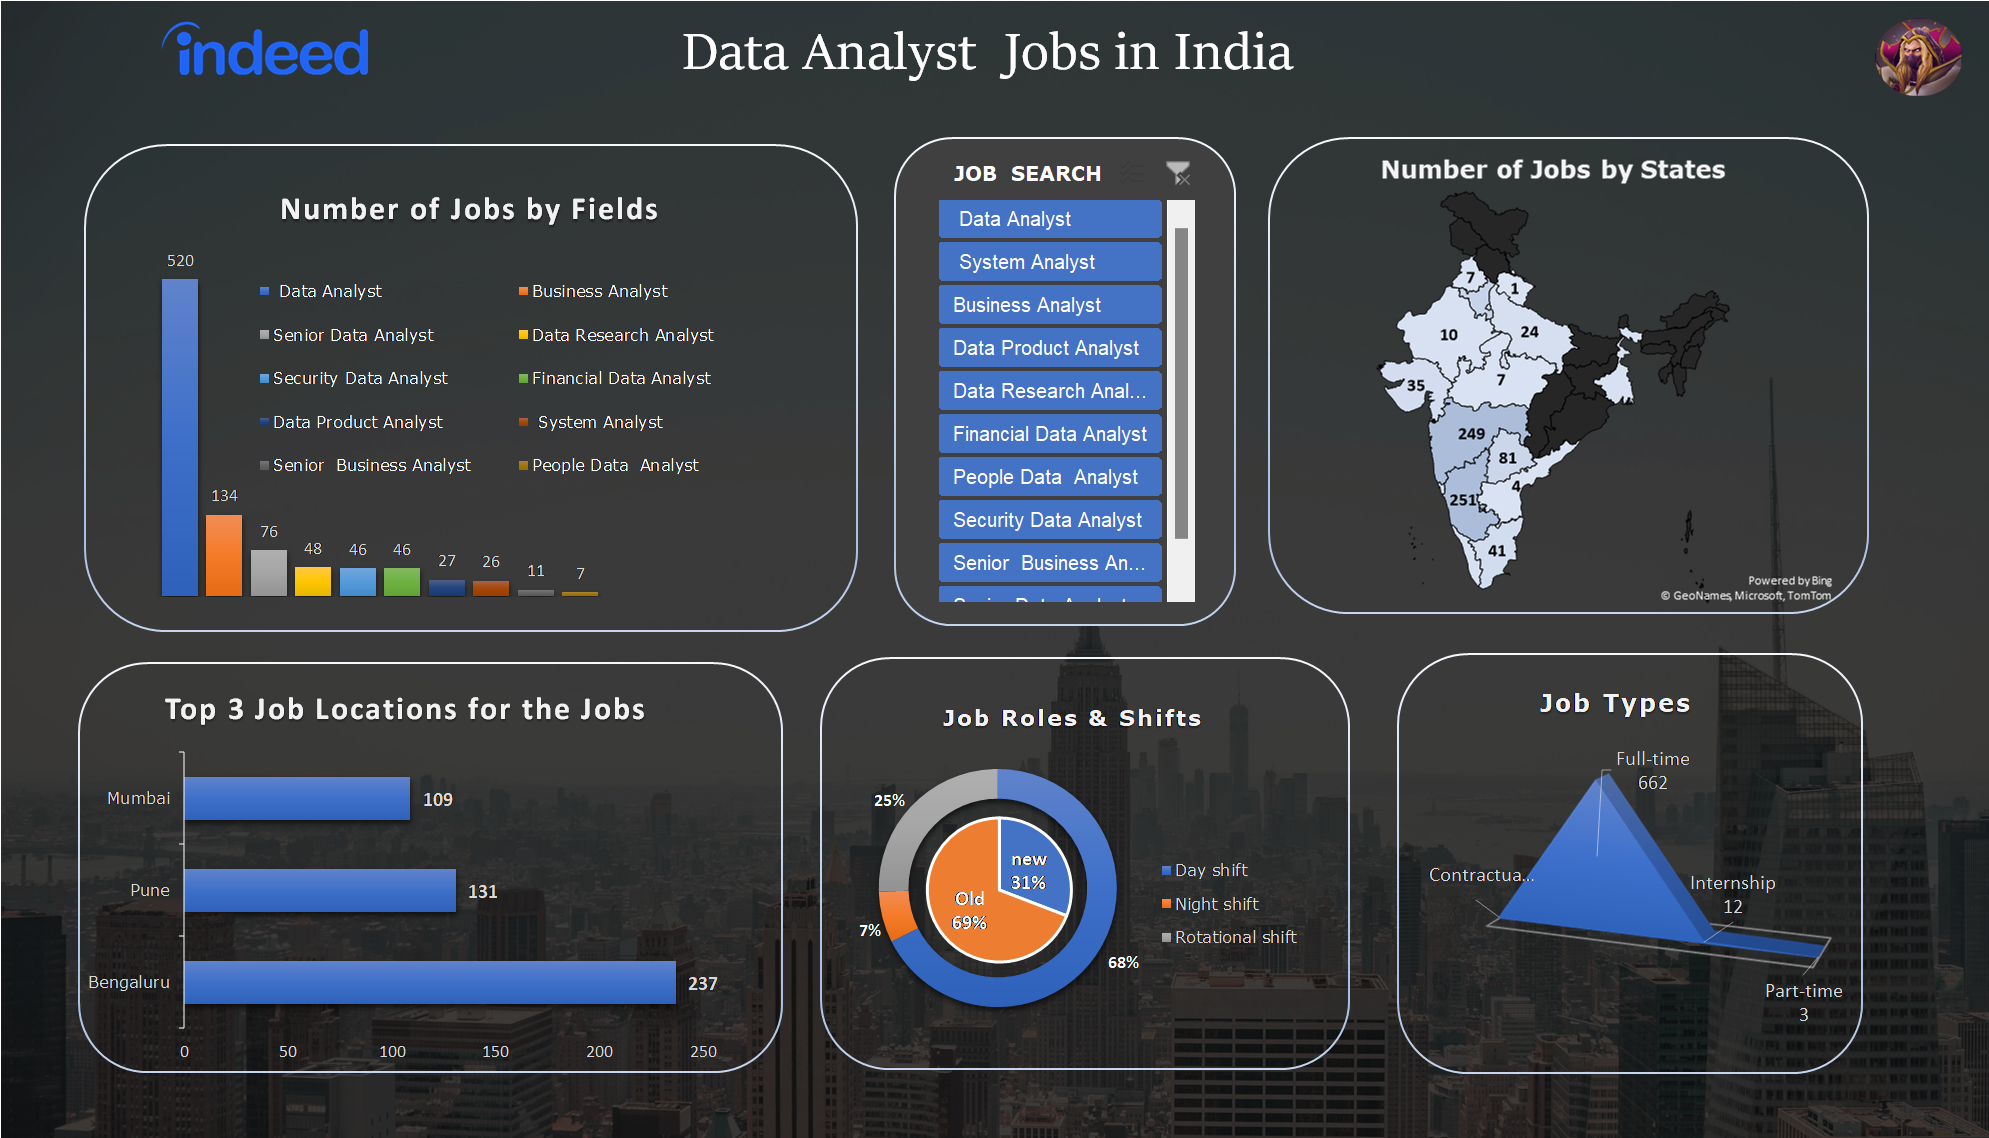 indeed
Data Analyst Jobs in India
Number of Jobs by Fields
520
134
76
48
46
46
27
26
11
7
Data Analyst
Business Analyst
Senior Data Analyst
Data Research Analyst
Security Data Analyst
Financial Data Analyst
Data Product Analyst
System Analyst
Senior Business Analyst
People Data Analyst
JOB SEARCH
Data Analyst
System Analyst
Business Analyst
Data Product Analyst
Data Research Anal...
Financial Data Analyst
People Data Analyst
Security Data Analyst
Senior Business An...
Number of Jobs by States
7
1
10
24
35
7
249
81
4
251
41
Powered by Bing
© GeoNames, Microsoft, TomTom
Top 3 Job Locations for the Jobs
Mumbai
109
Pune
131
Bengaluru
237
0
50
100
150
200
250
Job Roles & Shifts
25%
7%
68%
new
31%
Old
69%
Day shift
Night shift
Rotational shift
Job Types
Full-time
662
Contractua...
Internship
12
Part-time
3